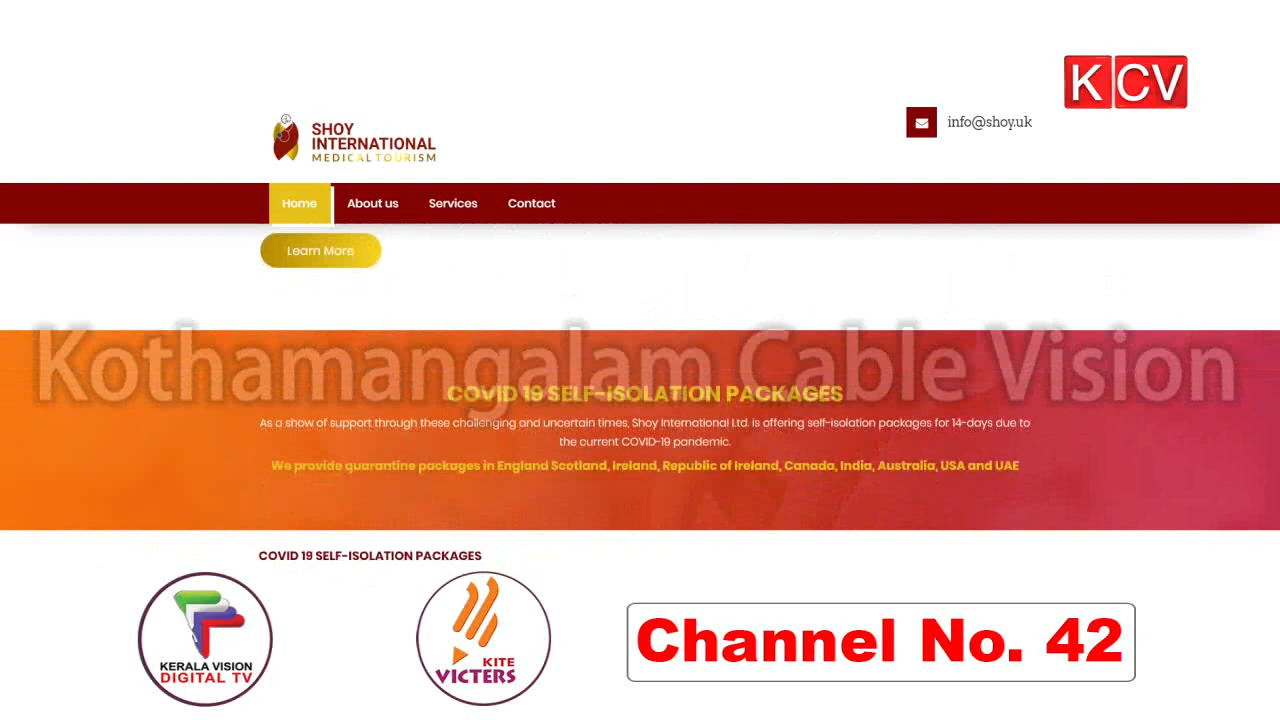 KCV
info@shoy.uk
SHOY
INTERNATIONAL
MEDICAL TOURISM
Home About us Services Contact
Learn More
Kothamangalam Cable Vision
COVID 19 SELF-ISOLATION PACKAGES
As a show of support through these challenging and uncertain times, Shoy International Ltd. is offering self-isolation packages for 14-days due to
the current COVID-19 pandemic.
We provide quarantine packages in England Scotland, Ireland, Republic of Ireland, Canada, India, Australia, USA and UAE
COVID 19 SELF-ISOLATION PACKAGES
KERALA VISION
DIGITAL TV
KITE
VICTERS
Channel No. 42